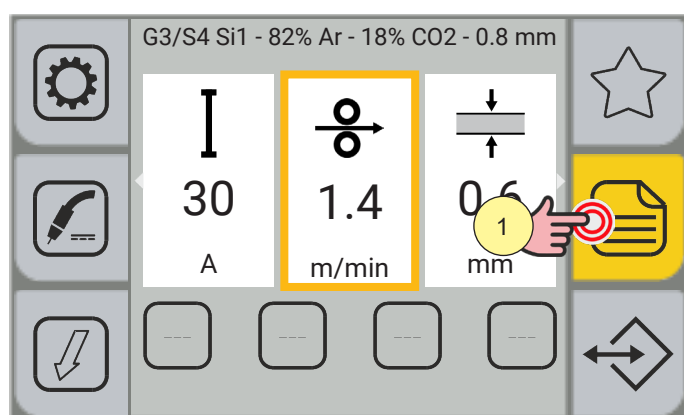 G3/S4 Si1 - 82% Ar - 18% CO2 - 0.8 mm
30 1.4 0.6
1
A m/min mm
--- --- --- ---